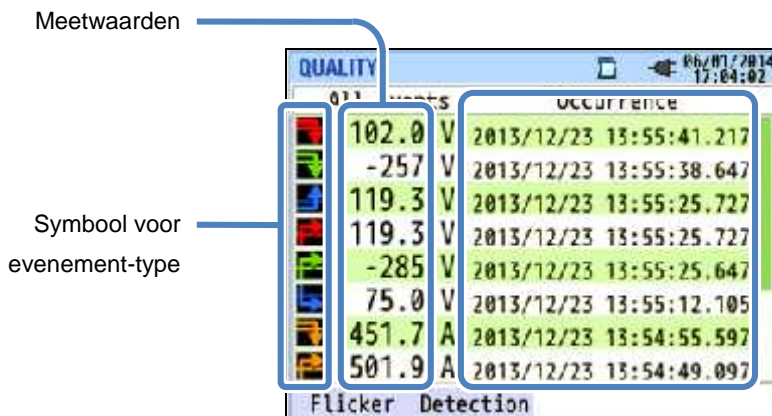 Meetwaarden
QUALITY
06/01/2014
17:04:02
All events
Occurrence
102.0 V 2013/12/23 13:55:41.217
-257 V 2013/12/23 13:55:38.647
119.3 V 2013/12/23 13:55:25.727
119.3 V 2013/12/23 13:55:25.727
-285 V 2013/12/23 13:55:25.647
75.0 V 2013/12/23 13:55:12.105
451.7 A 2013/12/23 13:54:55.597
501.9 A 2013/12/23 13:54:49.097
Symbool voor
evenement-type
Flicker Detection